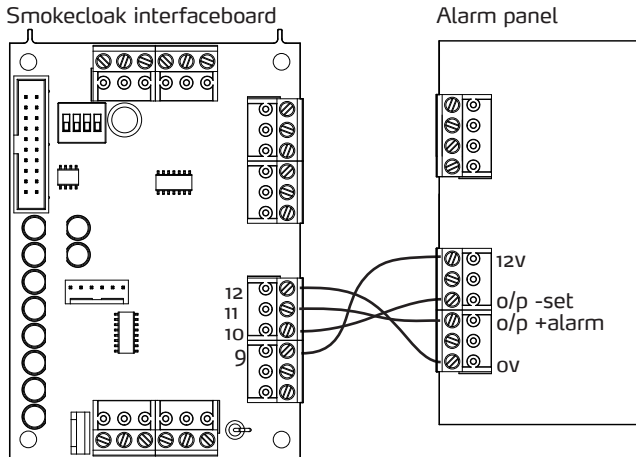 Smokecloak interfaceboard
Alarm panel
12V
12
11
o/p -set
10
o/p +alarm
9
0V